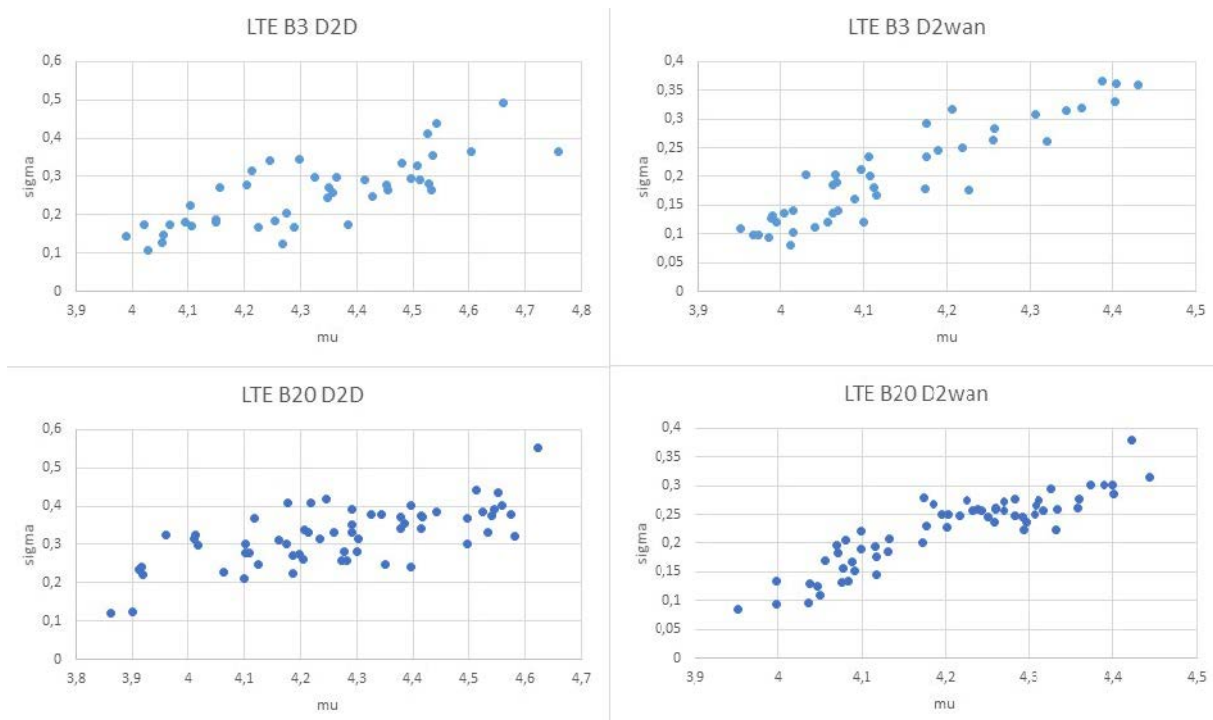 LTE B3 D2D
0,6
0,5
0,4
0,3
0,2
0,1
0
sigma
3,9 4 4,1 4,2 4,3 4,4 4,5 4,6 4,7 4,8
mu
LTE B3 D2wan
0,4
0,35
0,3
0,25
0,2
0,15
0,1
0,05
0
sigma
3,9 4 4,1 4,2 4,3 4,4 4,5
mu
LTE B20 D2D
0,6
0,5
0,4
0,3
0,2
0,1
0
sigma
3,8 3,9 4 4,1 4,2 4,3 4,4 4,5 4,6 4,7
mu
LTE B20 D2wan
0,4
0,35
0,3
0,25
0,2
0,15
0,1
0,05
0
sigma
3,9 4 4,1 4,2 4,3 4,4 4,5
mu